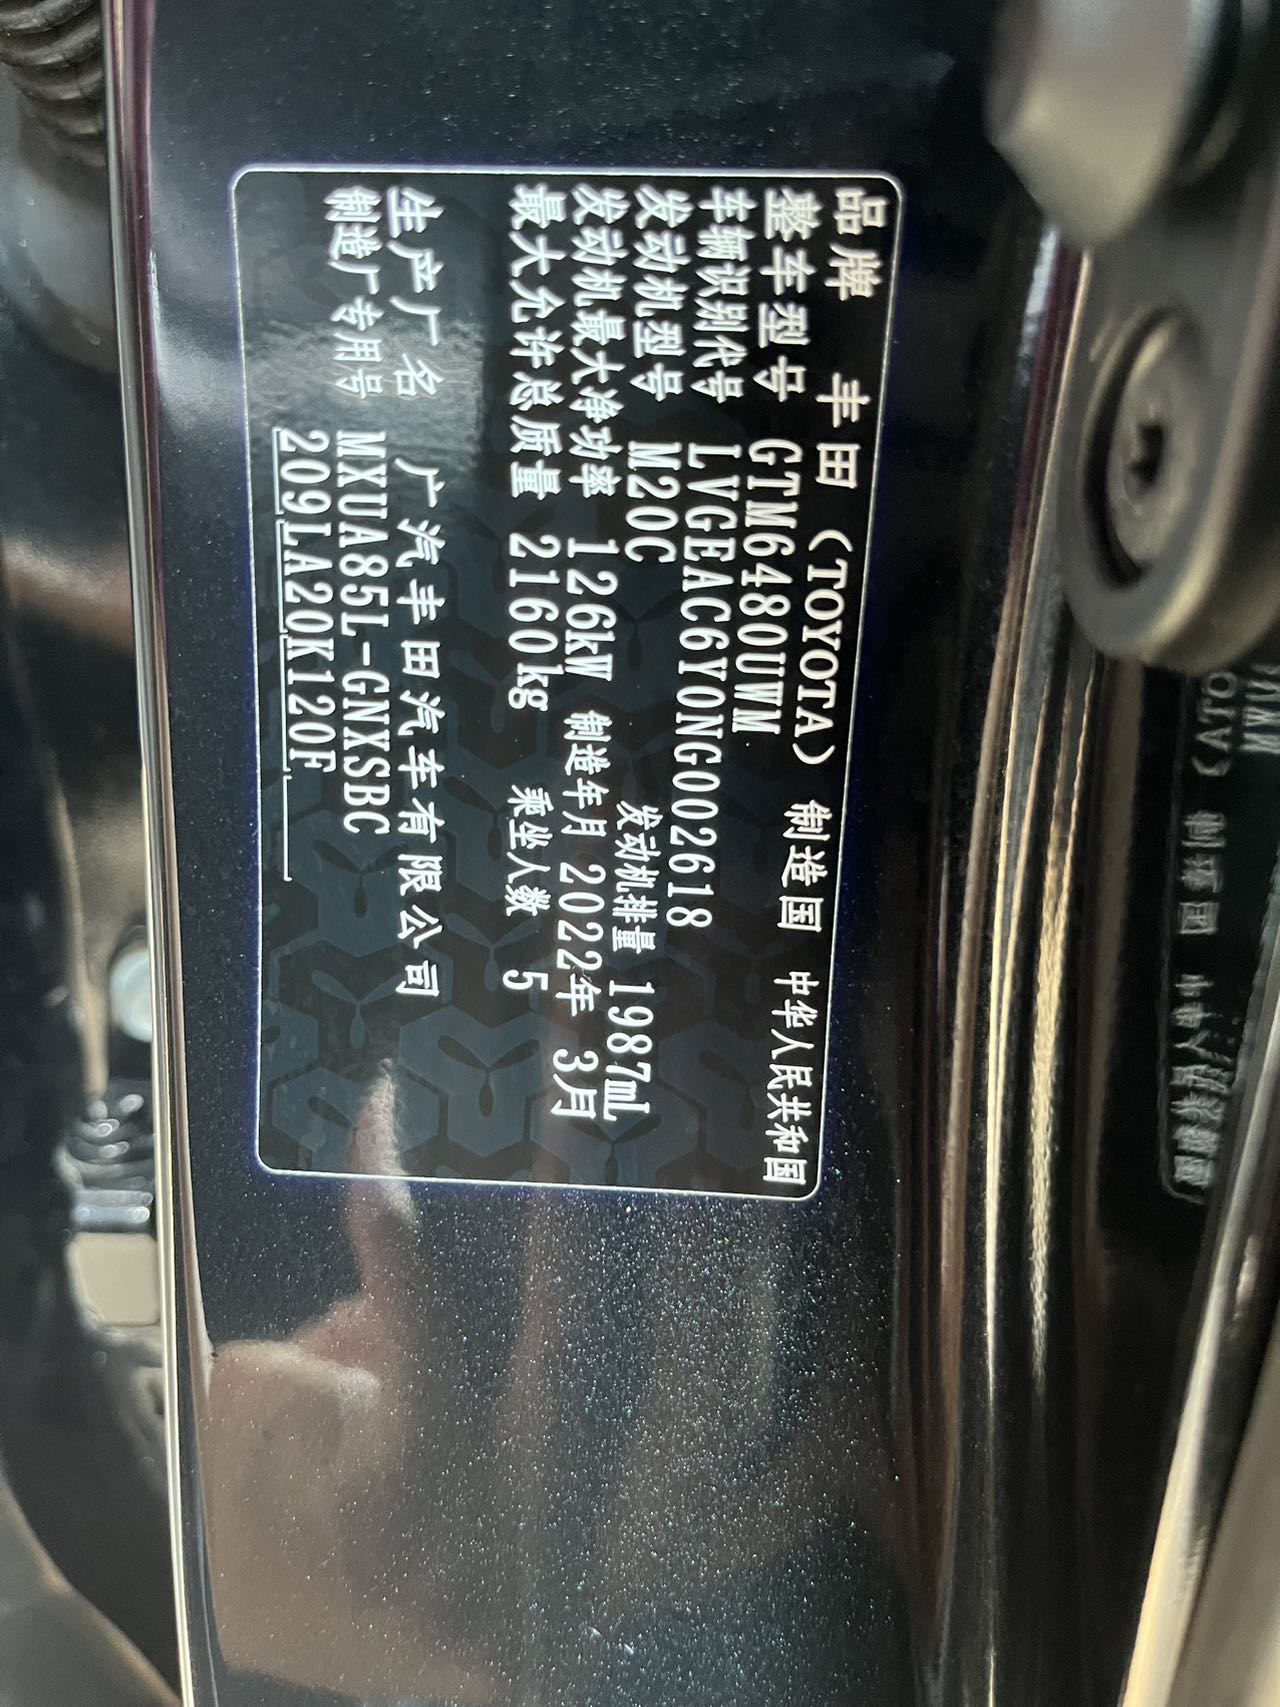 品牌 丰田 (TOYOTA) 制造国 中华人民共和国
整车型号 GTM6480UWM
车辆识别代号 LVGEAC6Y0NG002618
发动机型号 M20C 发动机排量 1987mL
发动机最大净功率 126kW 制造年月 2022年 3月
最大允许总质量 2160kg 乘坐人数 5
生产厂名 广汽丰田汽车有限公司
制造厂专用号 MXUA85L-GNXSBC
209LA20K120F